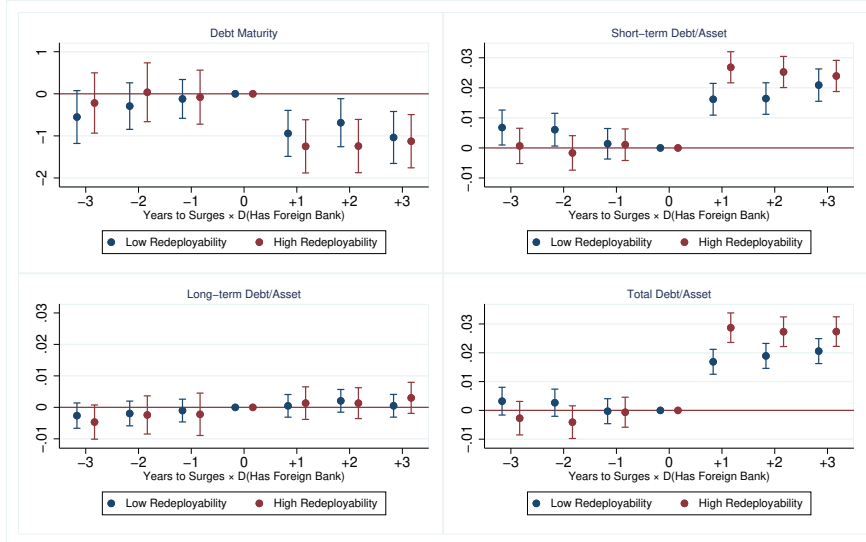 Debt Maturity
1
0
−1
−2
−3 −2 −1 0 +1 +2 +3
Years to Surges × D(Has Foreign Bank)
Low Redeployability High Redeployability
Short−term Debt/Asset
.03
.02
.01
0
−.01
−3 −2 −1 0 +1 +2 +3
Years to Surges × D(Has Foreign Bank)
Low Redeployability High Redeployability
Long−term Debt/Asset
.03
.02
.01
0
−.01
−3 −2 −1 0 +1 +2 +3
Years to Surges × D(Has Foreign Bank)
Low Redeployability High Redeployability
Total Debt/Asset
.03
.02
.01
0
−.01
−3 −2 −1 0 +1 +2 +3
Years to Surges × D(Has Foreign Bank)
Low Redeployability High Redeployability